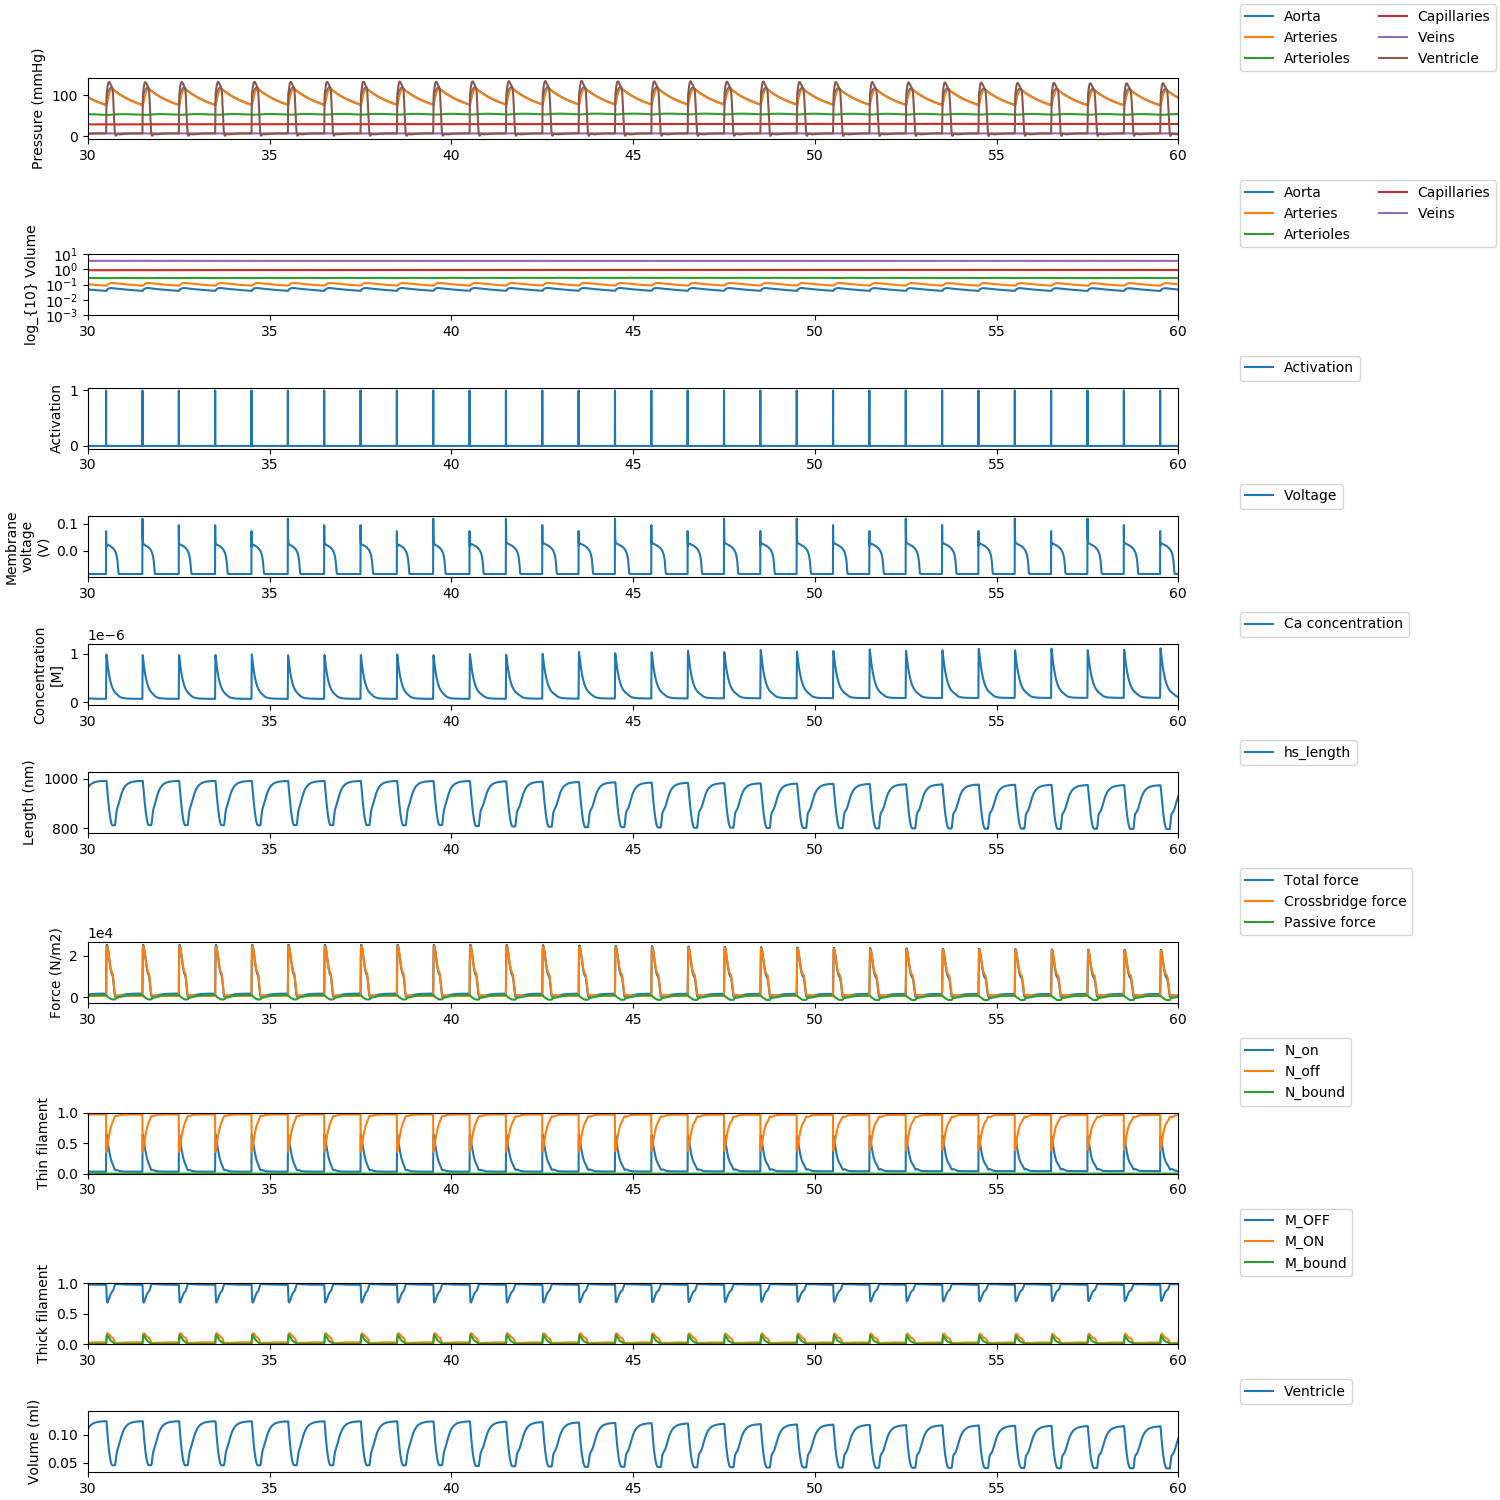 Aorta Capillaries
Arteries Veins
Arterioles Ventricle
Pressure (mmHg)
100
0
30 35 40 45 50 55 60
Aorta Capillaries
Arteries Veins
Arterioles
log_{10} Volume
10^1
10^0
10^-1
10^-2
10^-3
30 35 40 45 50 55 60
Activation
Activation
1
0
30 35 40 45 50 55 60
Voltage
Membrane
voltage
(V)
0.1
0.0
30 35 40 45 50 55 60
Ca concentration
1e−6
Concentration
[M]
1
0
30 35 40 45 50 55 60
hs_length
Length (nm)
1000
800
30 35 40 45 50 55 60
Total force
Crossbridge force
Passive force
1e4
Force (N/m2)
2
0
30 35 40 45 50 55 60
N_on
N_off
N_bound
Thin filament
1.0
0.5
0.0
30 35 40 45 50 55 60
M_OFF
M_ON
M_bound
Thick filament
1.0
0.5
0.0
30 35 40 45 50 55 60
Ventricle
Volume (ml)
0.10
0.05
30 35 40 45 50 55 60